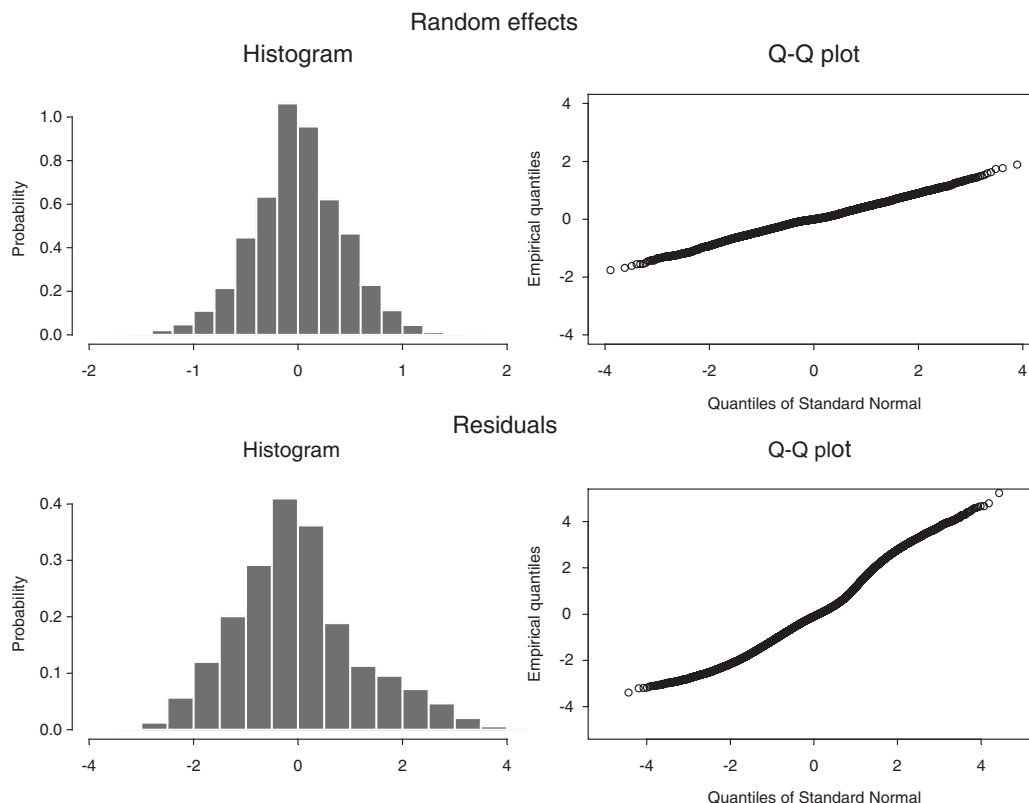 Random effects
Histogram
Q-Q plot
Probability
1.0
0.8
0.6
0.4
0.2
0.0
-2 -1 0 1 2
Empirical quantiles
4
2
0
-2
-4
-4 -2 0 2 4
Quantiles of Standard Normal
Residuals
Histogram
Q-Q plot
Probability
0.4
0.3
0.2
0.1
0.0
-4 -2 0 2 4
Empirical quantiles
4
2
0
-2
-4
-4 -2 0 2 4
Quantiles of Standard Normal